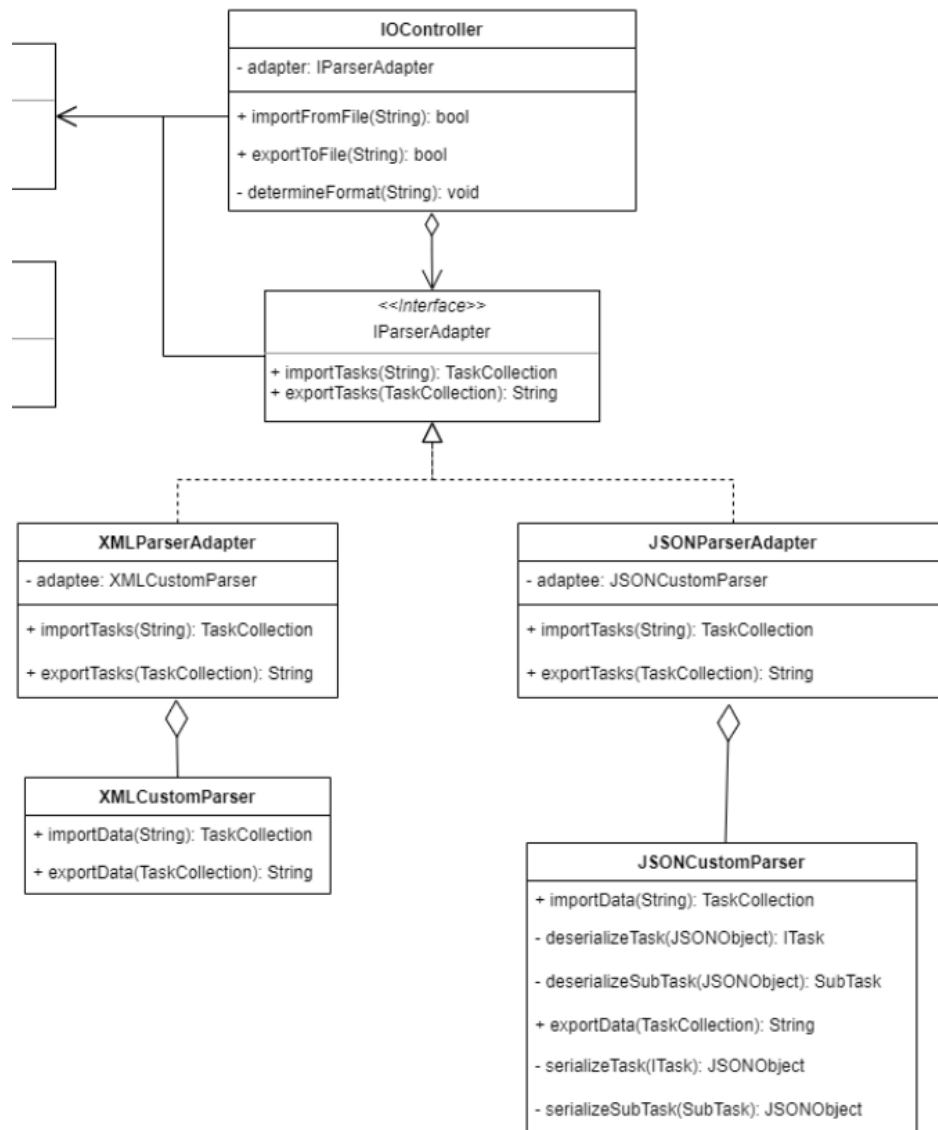 IOController
- adapter: IParserAdapter
+ importFromFile(String): bool
+ exportToFile(String): bool
- determineFormat(String): void
<<Interface>>
IParserAdapter
+ importTasks(String): TaskCollection
+ exportTasks(TaskCollection): String
XMLParserAdapter
- adaptee: XMLCustomParser
+ importTasks(String): TaskCollection
+ exportTasks(TaskCollection): String
JSONParserAdapter
- adaptee: JSONCustomParser
+ importTasks(String): TaskCollection
+ exportTasks(TaskCollection): String
XMLCustomParser
+ importData(String): TaskCollection
+ exportData(TaskCollection): String
JSONCustomParser
+ importData(String): TaskCollection
- deserializeTask(JSONObject): ITask
- deserializeSubTask(JSONObject): SubTask
+ exportData(TaskCollection): String
- serializeTask(ITask): JSONObject
- serializeSubTask(SubTask): JSONObject